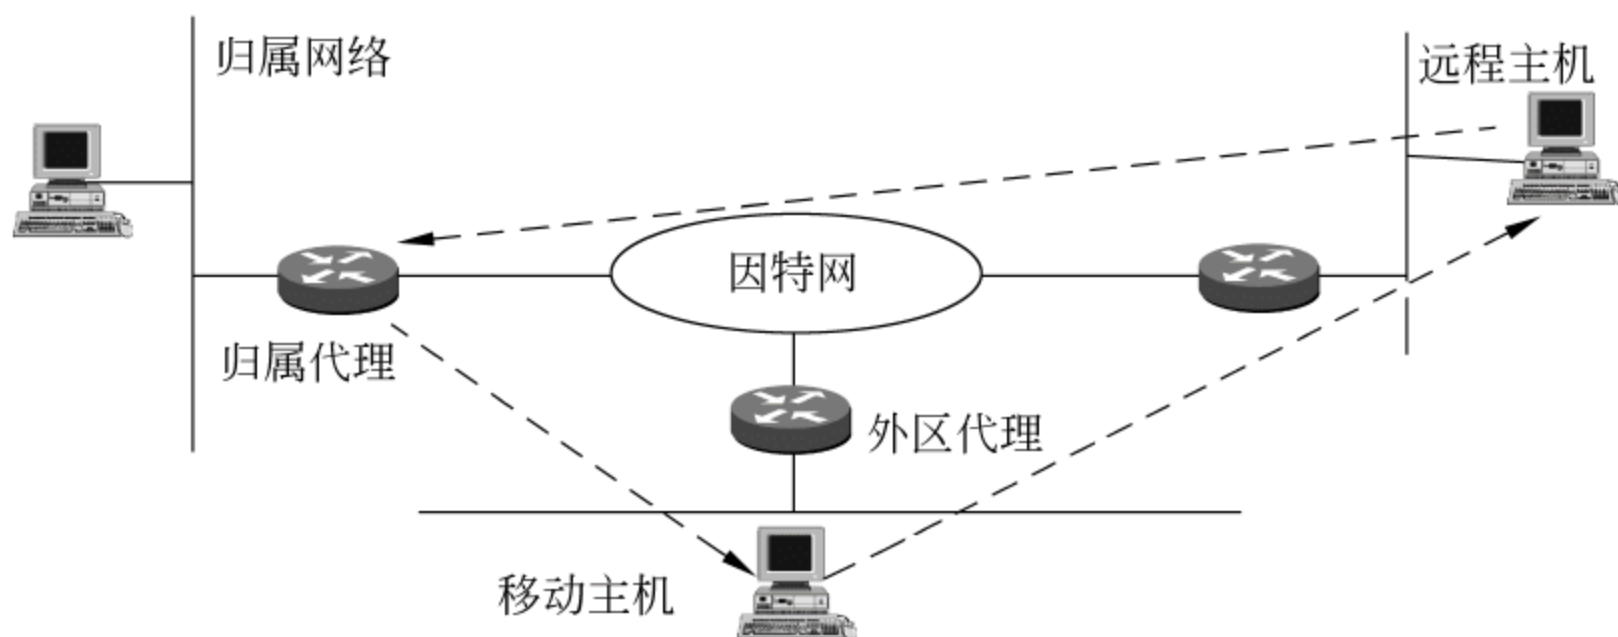 归属网络
远程主机
因特网
归属代理
外区代理
移动主机